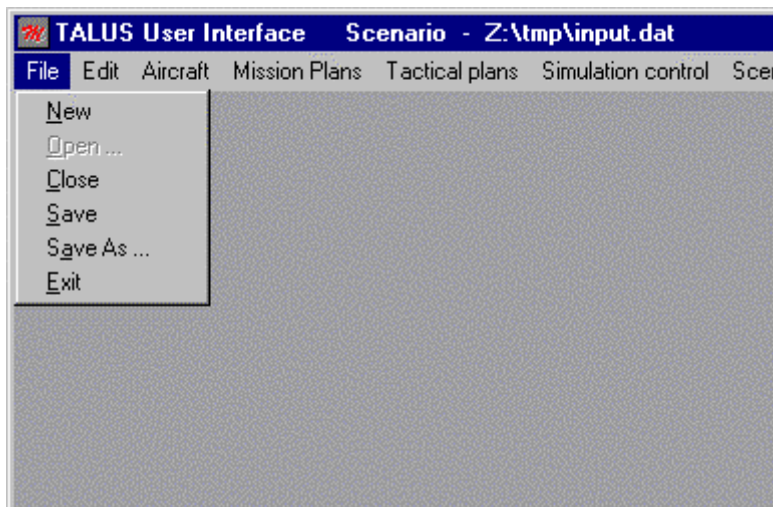 TALUS User Interface Scenario - Z:\tmp\input.dat
File Edit Aircraft Mission Plans Tactical plans Simulation control
New
Open ...
Close
Save
Save As ...
Exit